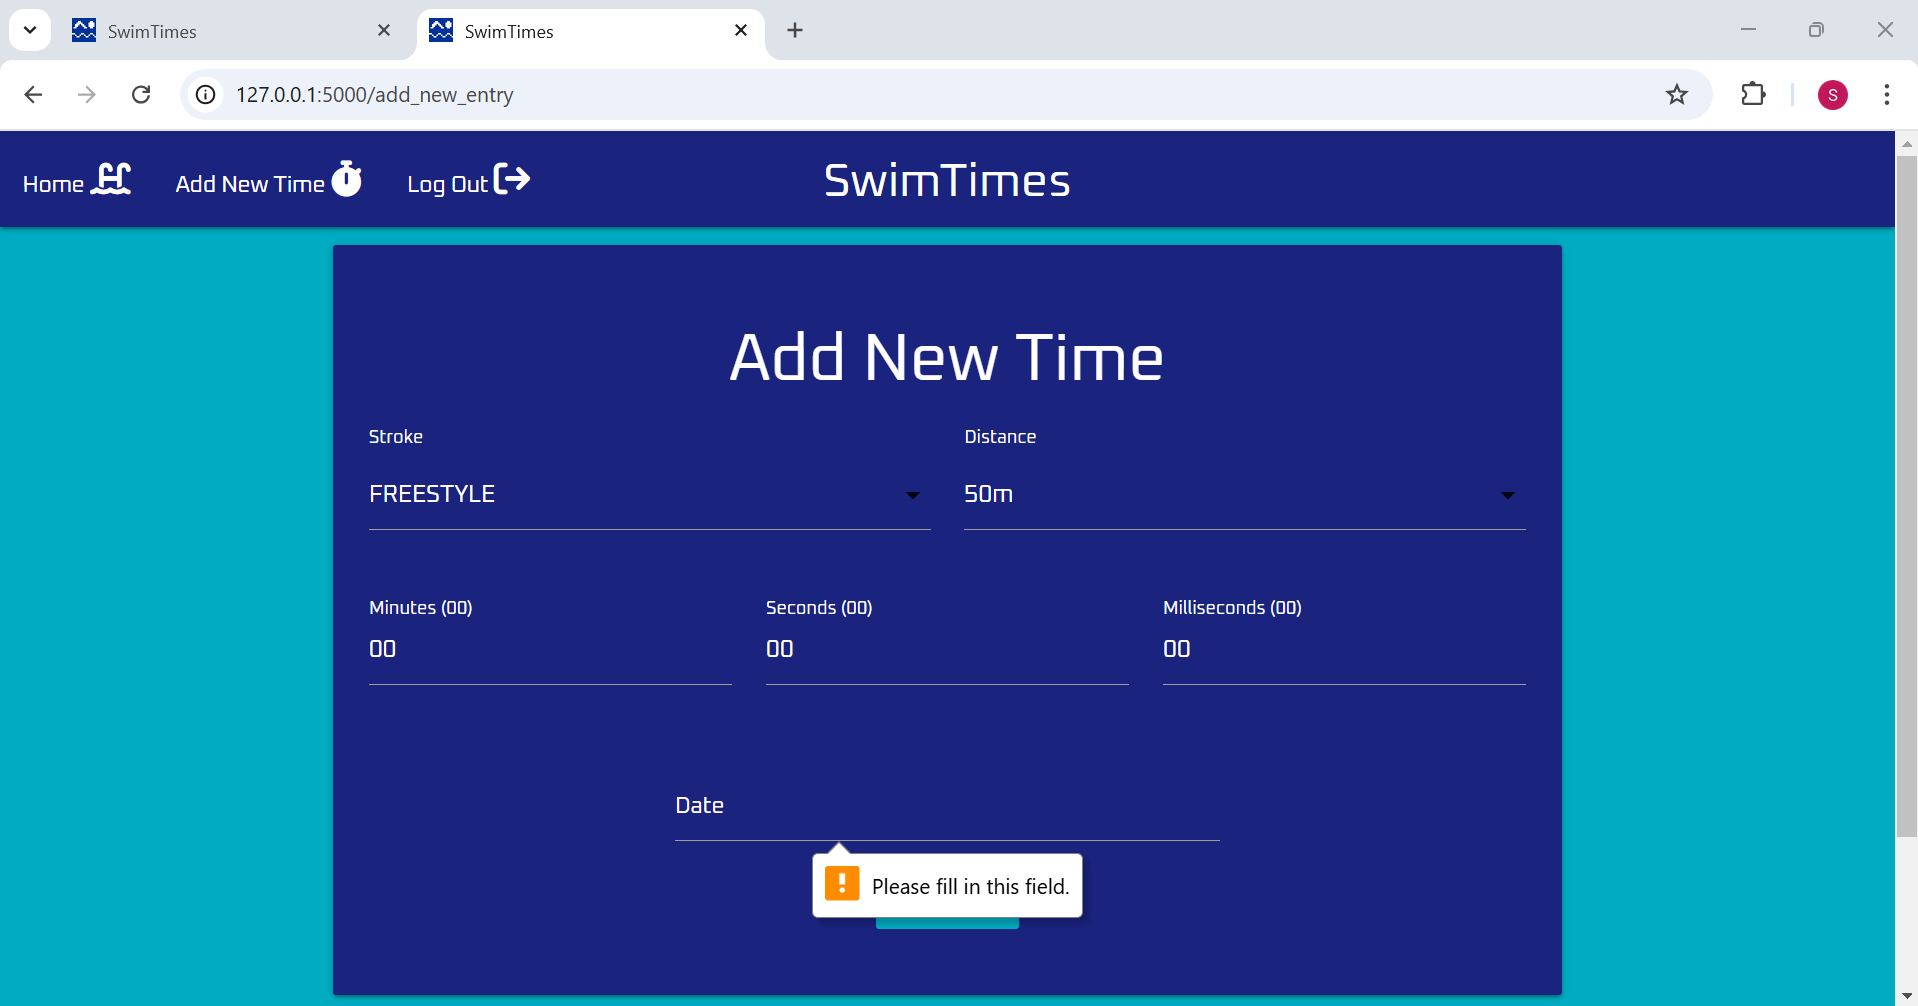 SwimTimes
SwimTimes
127.0.0.1:5000/add_new_entry
S
Home
Add New Time
Log Out
SwimTimes
Add New Time
Stroke
Distance
FREESTYLE
50m
Minutes (00)
Seconds (00)
Milliseconds (00)
00
00
00
Date
Please fill in this field.